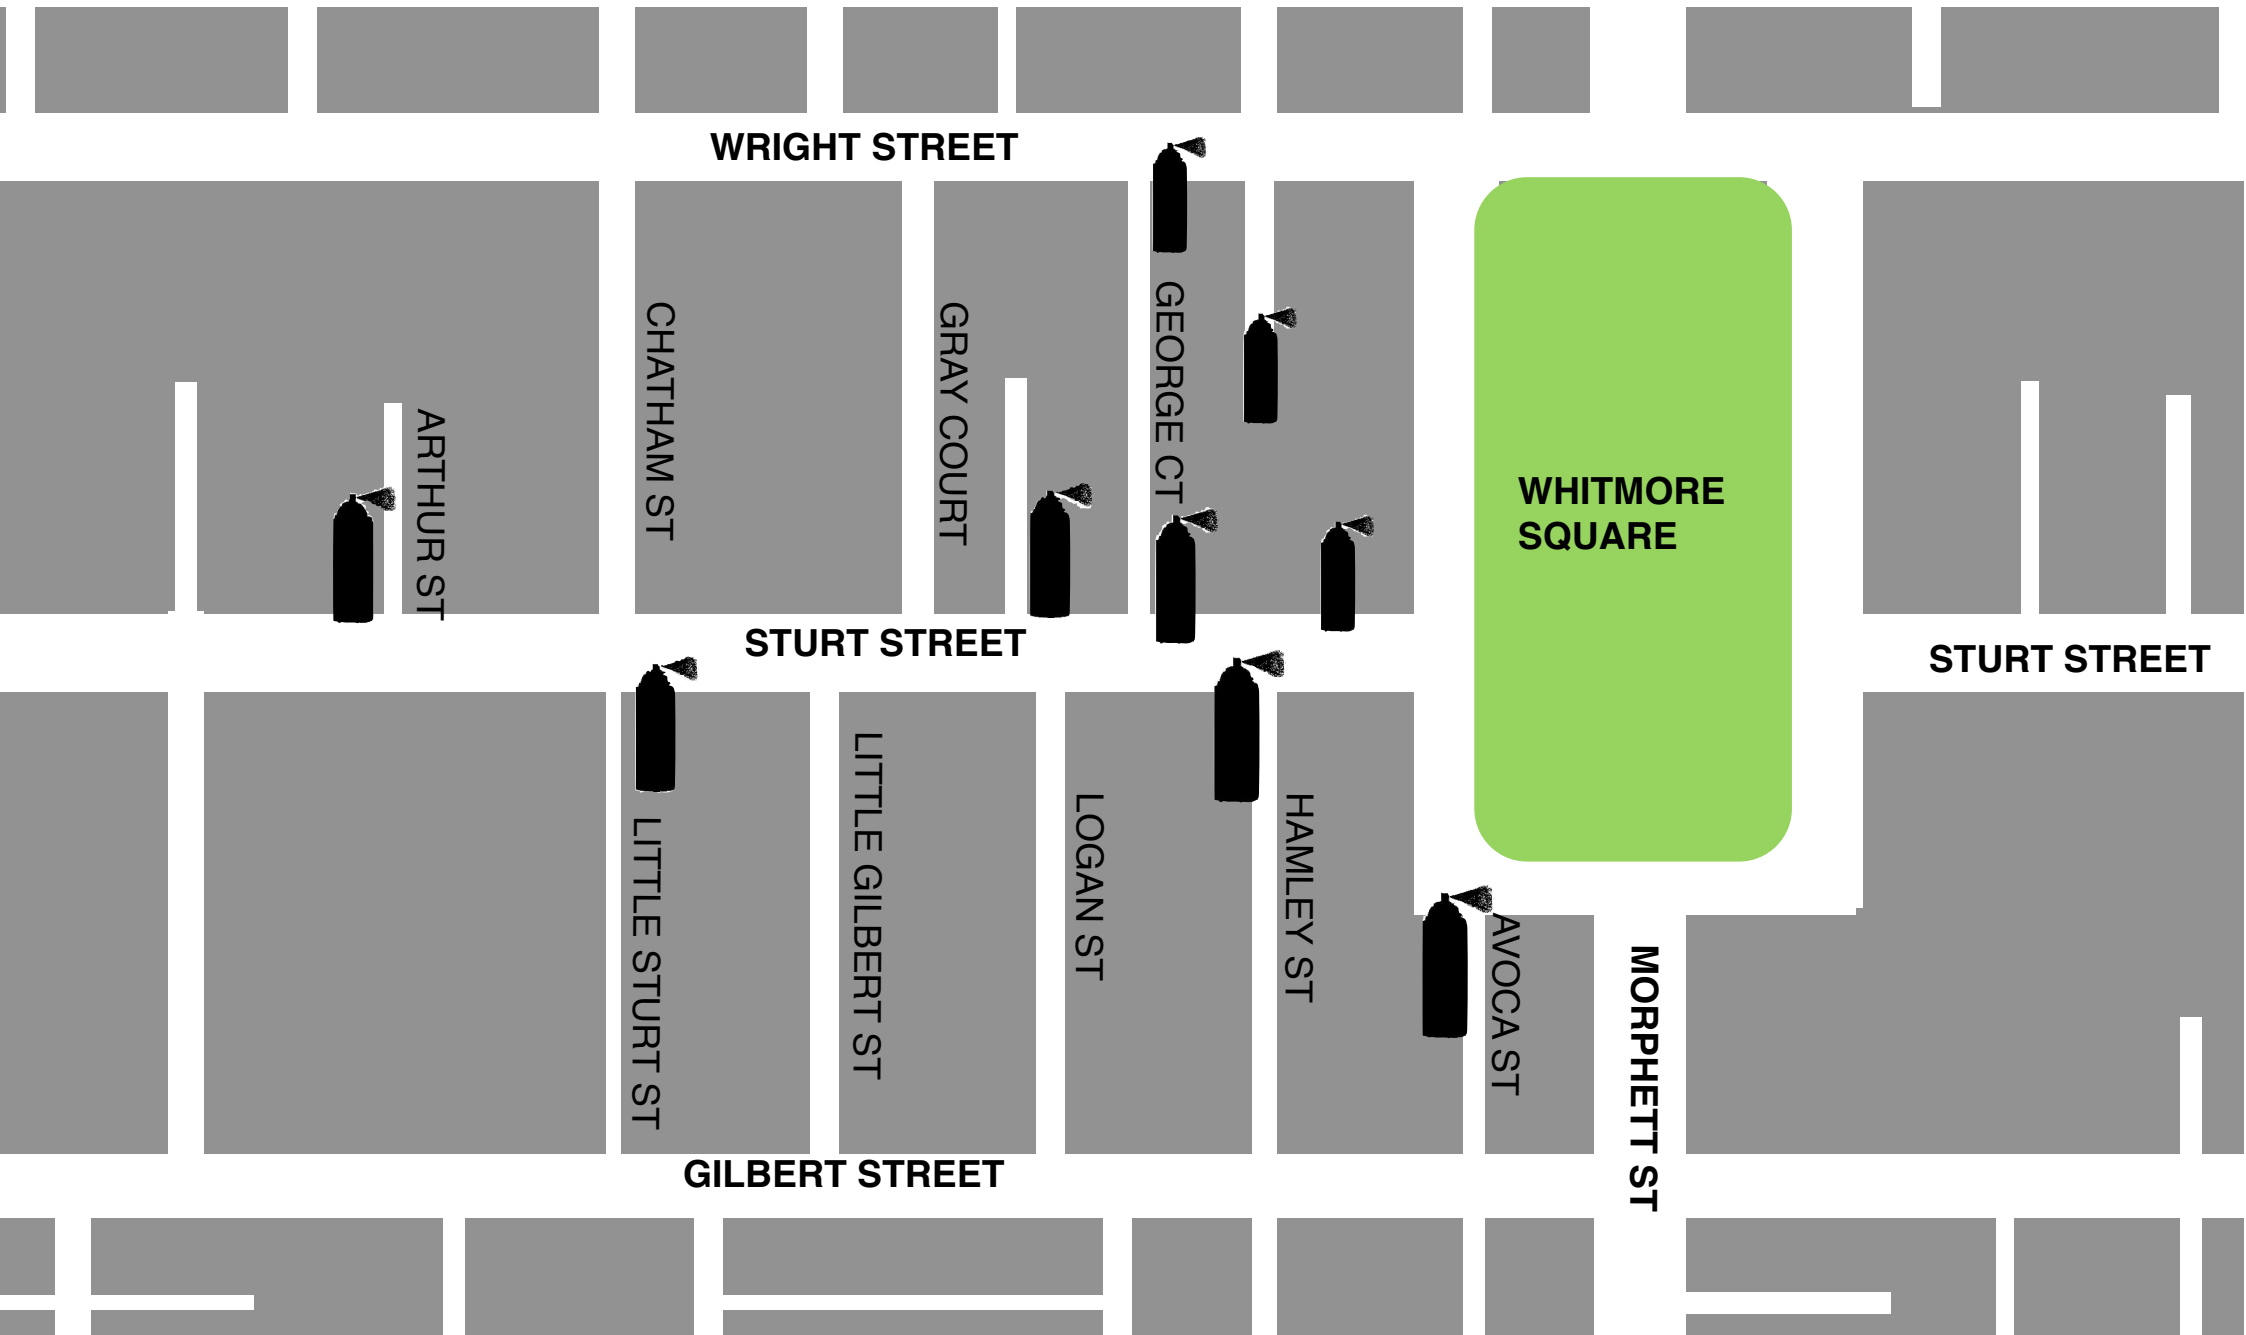 WRIGHT STREET
CHATHAM ST
GRAY COURT
GEORGE CT
ARTHUR ST
WHITMORE
SQUARE
STURT STREET
STURT STREET
LITTLE STURT ST
LITTLE GILBERT ST
LOGAN ST
HAMLEY ST
AVOCA ST
MORPHETT ST
GILBERT STREET